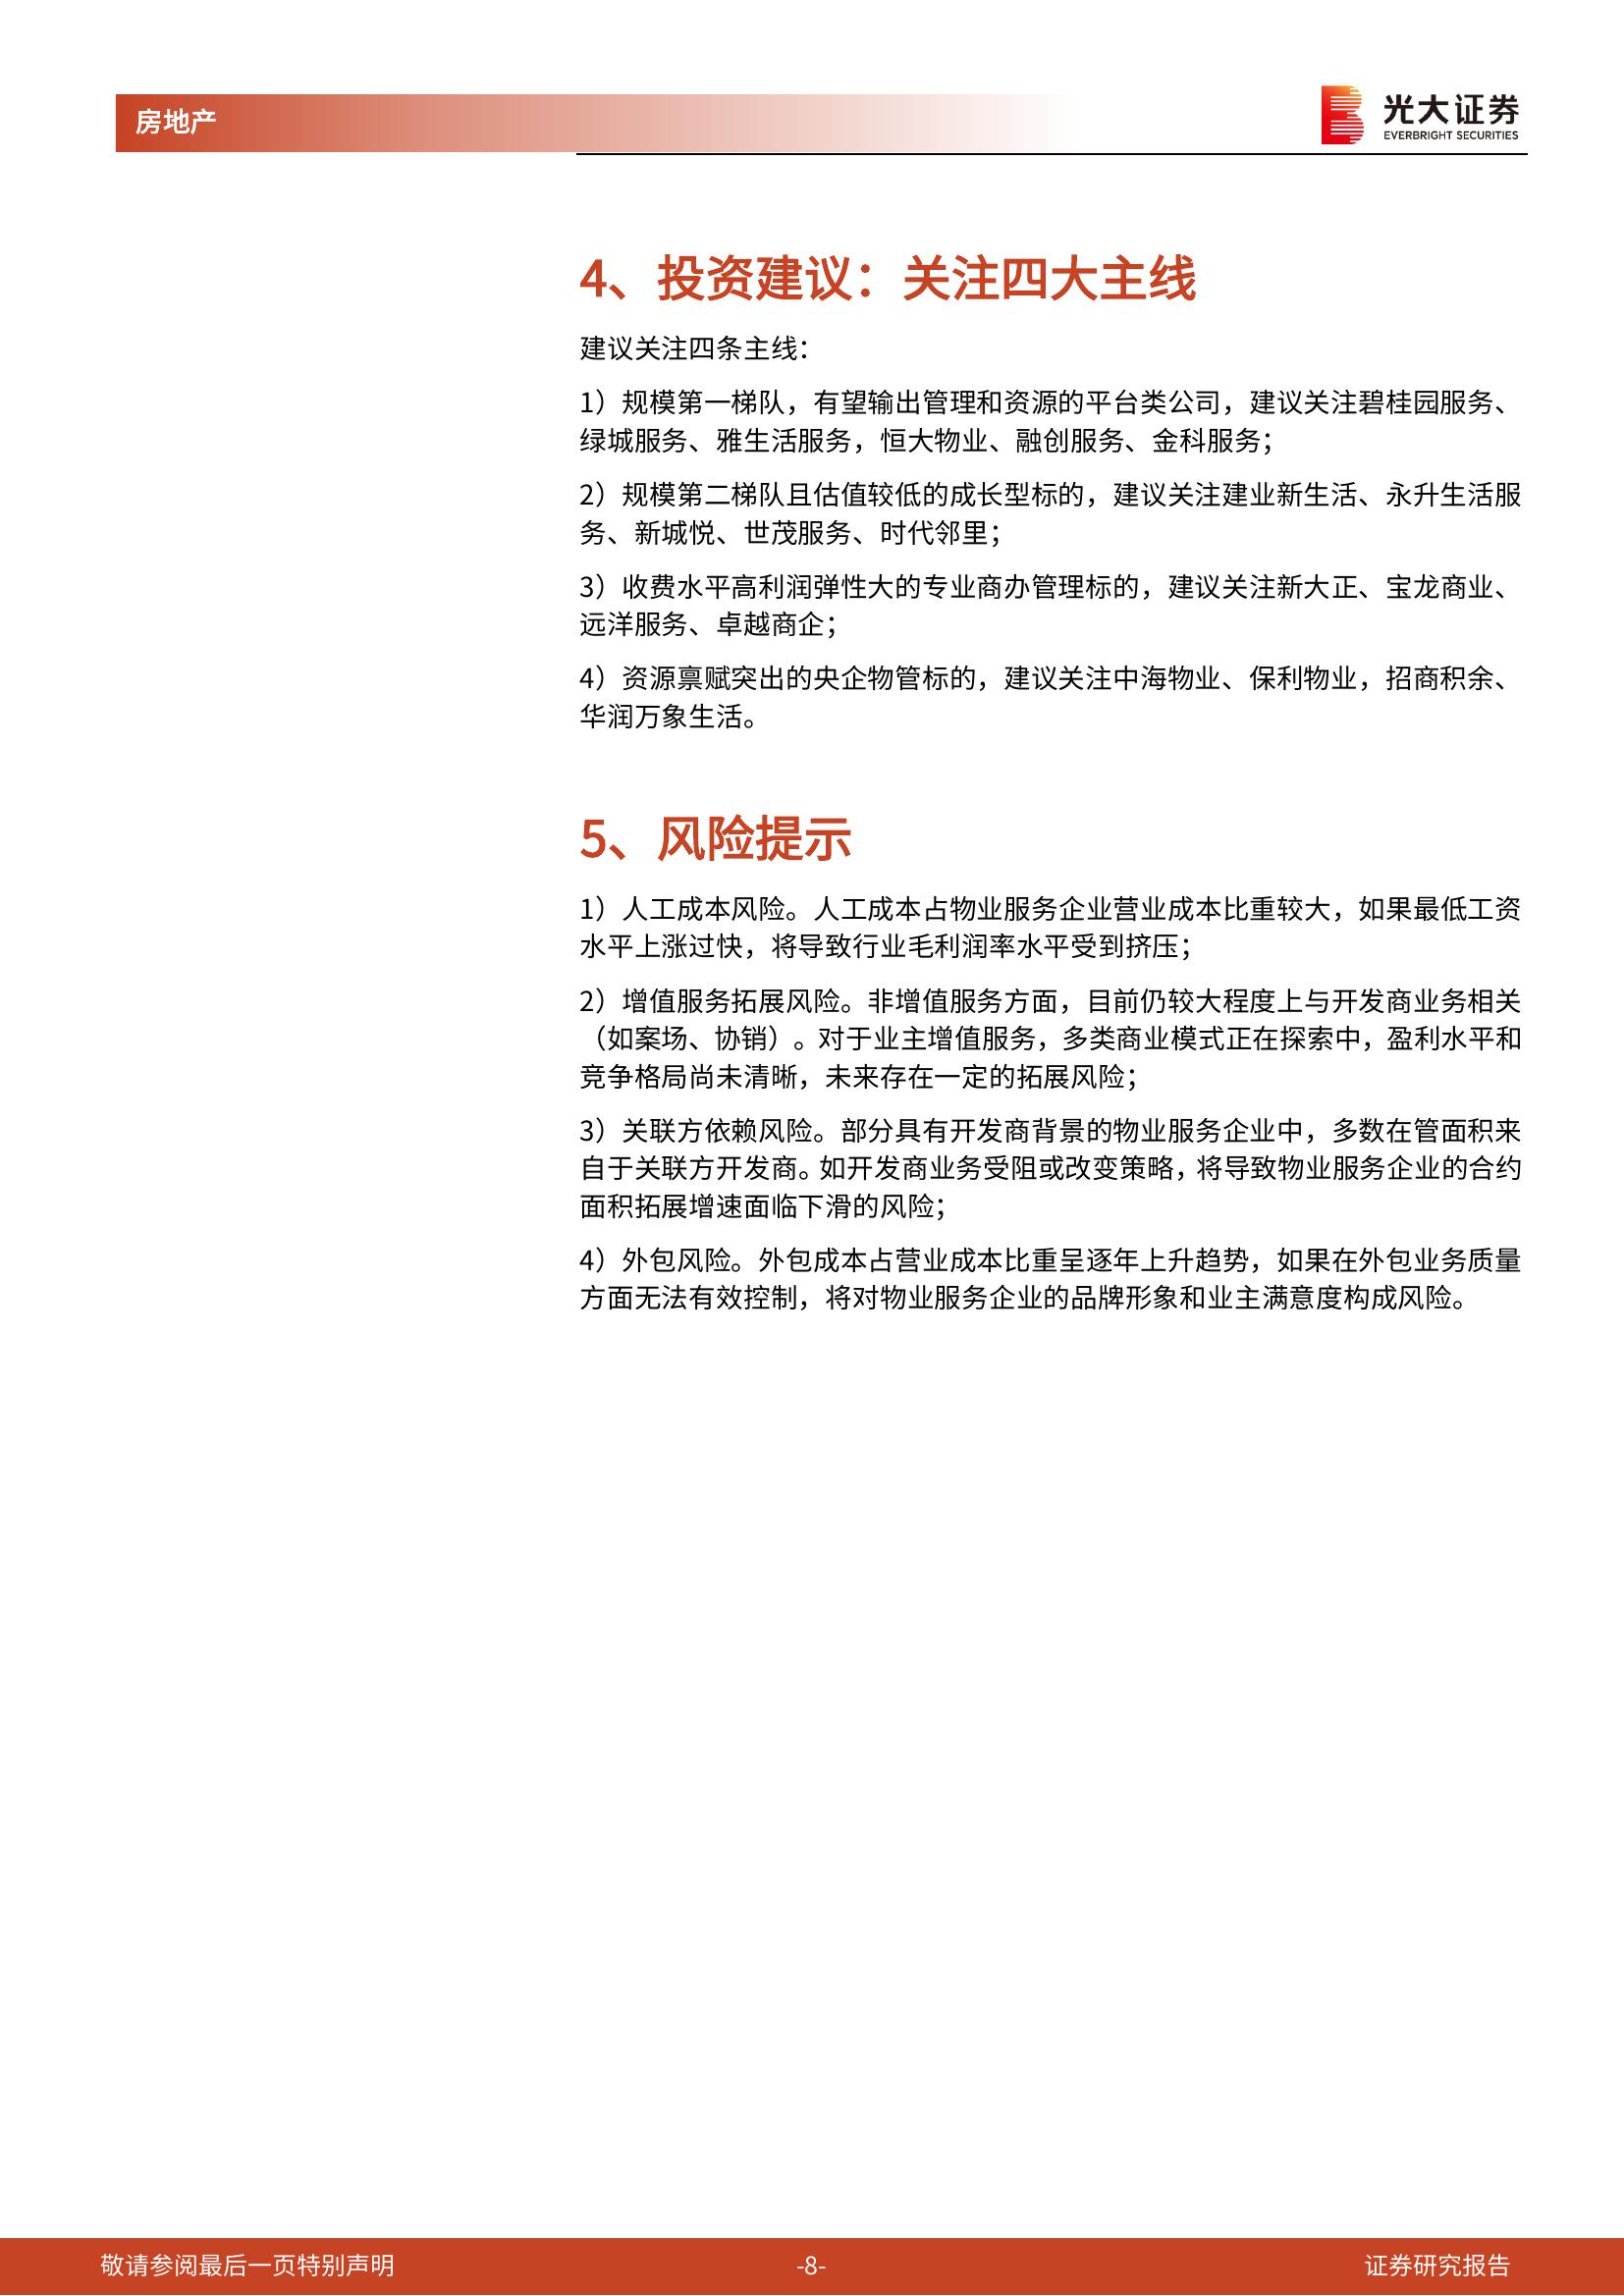 房地产
光大证券
EVERBRIGHT SECURITIES
4、投资建议：关注四大主线
建议关注四条主线：
1）规模第一梯队，有望输出管理和资源的平台类公司，建议关注碧桂园服务、
绿城服务、雅生活服务，恒大物业、融创服务、金科服务；
2）规模第二梯队且估值较低的成长型标的，建议关注建业新生活、永升生活服
务、新城悦、世茂服务、时代邻里；
3）收费水平高利润弹性大的专业商办管理标的，建议关注新大正、宝龙商业、
远洋服务、卓越商企；
4）资源禀赋突出的央企物管标的，建议关注中海物业、保利物业，招商积余、
华润万象生活。
5、风险提示
1）人工成本风险。人工成本占物业服务企业营业成本比重较大，如果最低工资
水平上涨过快，将导致行业毛利润率水平受到挤压；
2）增值服务拓展风险。非增值服务方面，目前仍较大程度上与开发商业务相关
（如案场、协销）。对于业主增值服务，多类商业模式正在探索中，盈利水平和
竞争格局尚未清晰，未来存在一定的拓展风险；
3）关联方依赖风险。部分具有开发商背景的物业服务企业中，多数在管面积来
自于关联方开发商。如开发商业务受阻或改变策略，将导致物业服务企业的合约
面积拓展增速面临下滑的风险；
4）外包风险。外包成本占营业成本比重呈逐年上升趋势，如果在外包业务质量
方面无法有效控制，将对物业服务企业的品牌形象和业主满意度构成风险。
敬请参阅最后一页特别声明
-8-
证券研究报告